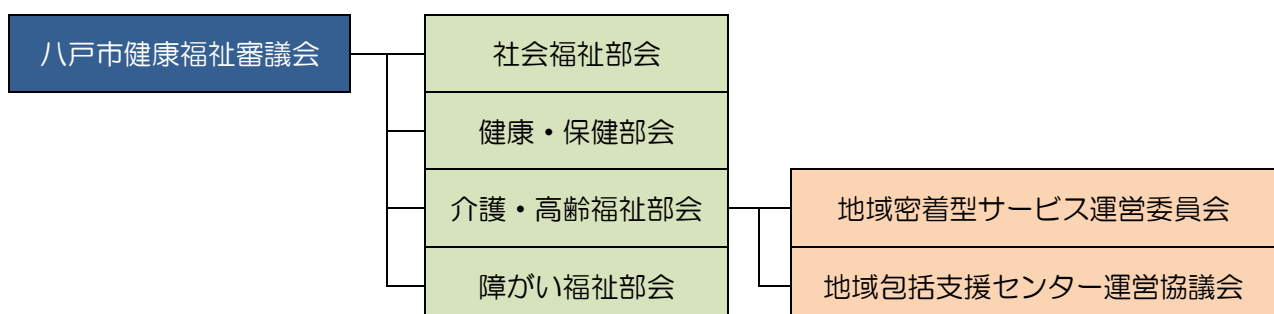 八戸市健康福祉審議会
社会福祉部会
健康・保健部会
介護・高齢福祉部会
障がい福祉部会
地域密着型サービス運営委員会
地域包括支援センター運営協議会